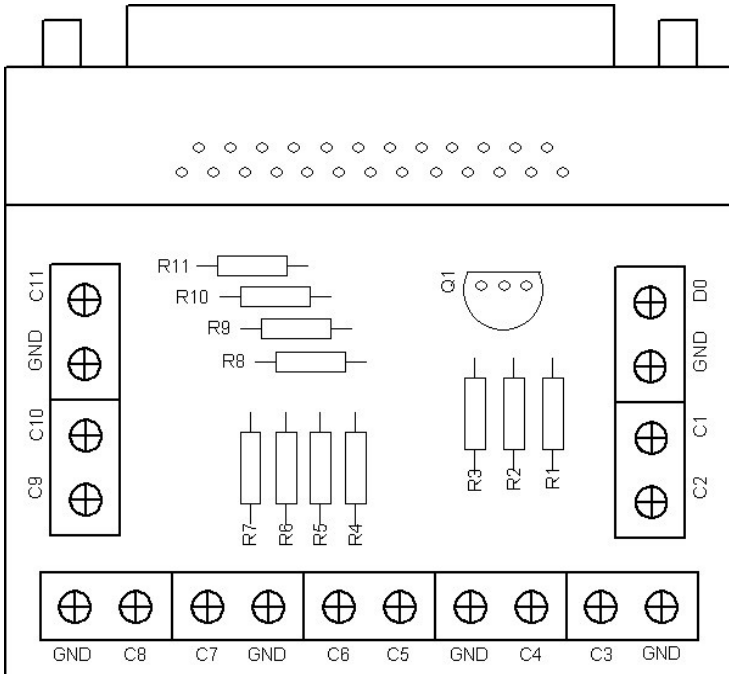 C11
GND
C10
C9
R11
R10
R9
R8
Q1
D0
GND
C1
C2
R7 R6 R5 R4
R3 R2 R1
GND C8 C7 GND C6 C5 GND C4 C3 GND